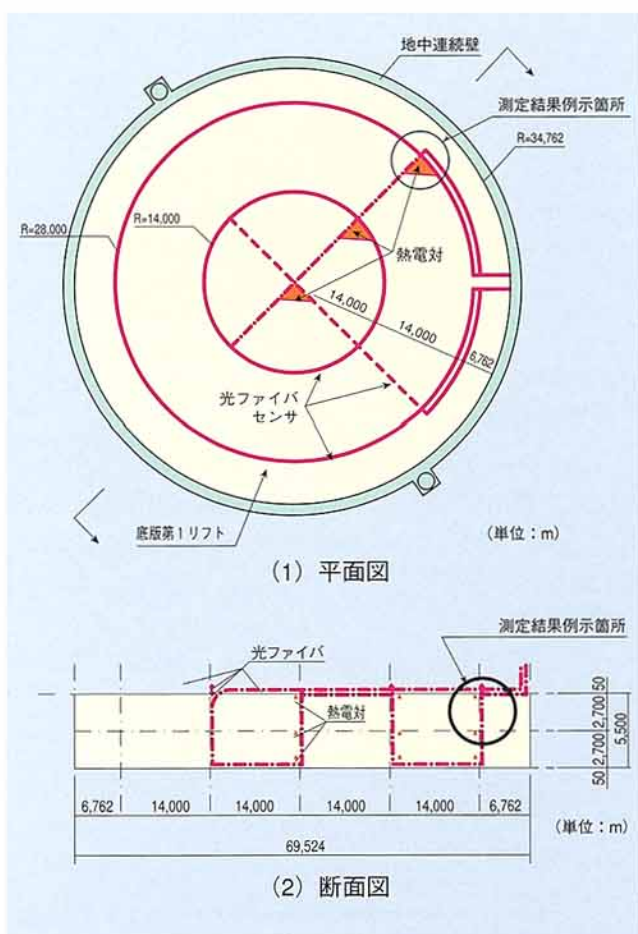 地中連続壁
測定結果例示箇所
R=34,762
R=28,000
R=14,000
熱電対
14,000
14,000
6,762
光ファイバ
センサ
底版第1リフト
(単位：m)
(1) 平面図
測定結果例示箇所
光ファイバ
熱電対
50
2,700
2,700
50
5,500
6,762
14,000
14,000
14,000
14,000
6,762
(単位：m)
69,524
(2) 断面図